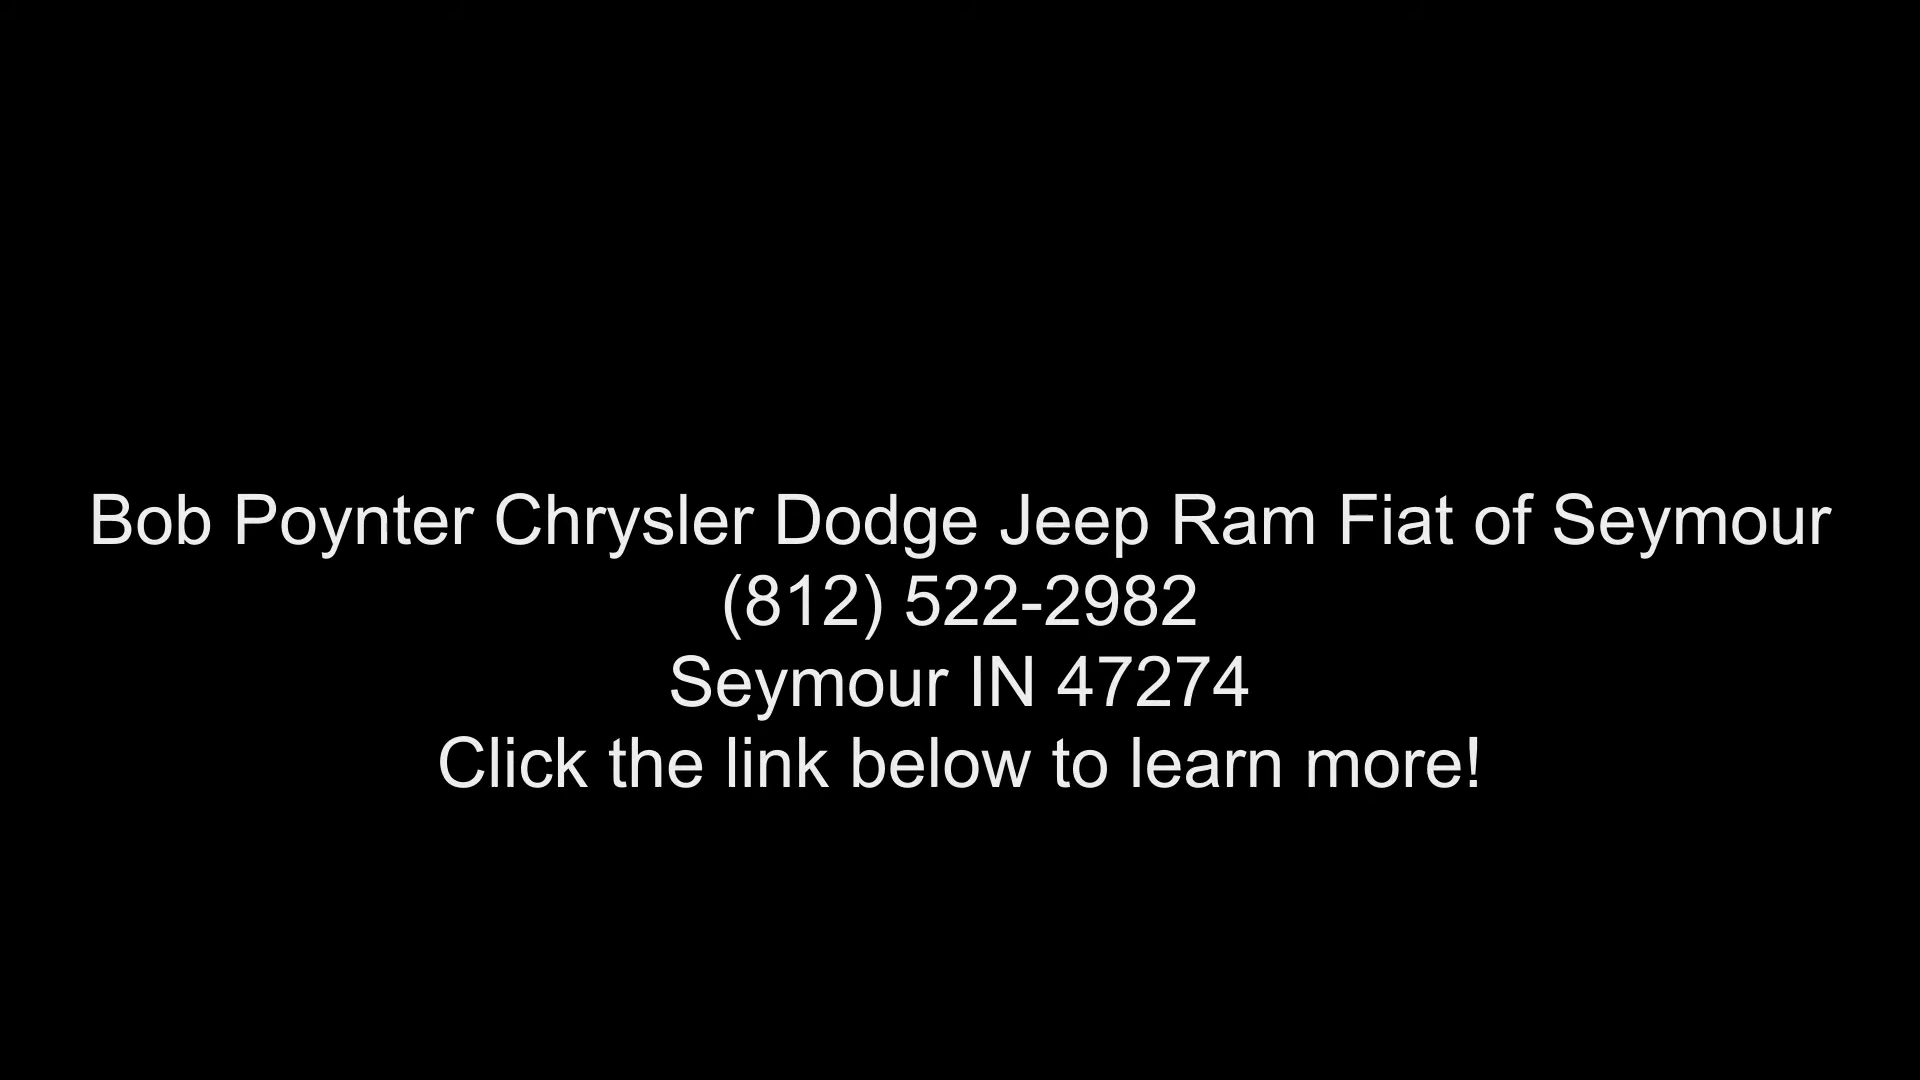 Bob Poynter Chrysler Dodge Jeep Ram Fiat of Seymour
(812) 522-2982
Seymour IN 47274
Click the link below to learn more!